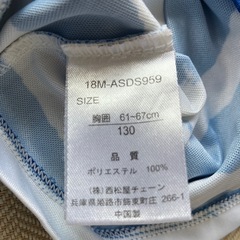 18M-ASDS959
SIZE
胸囲 61~67cm
130
品質
ポリエステル 100%
(株)西松屋チェーン
兵庫県姫路市飾東町庄 266-1
中国製